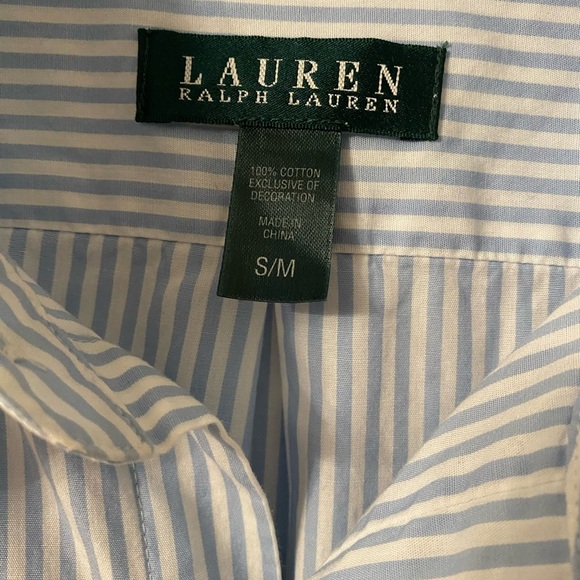 LAUREN
RALPH LAUREN
100% COTTON
EXCLUSIVE OF
DECORATION
MADE IN
CHINA
S/M